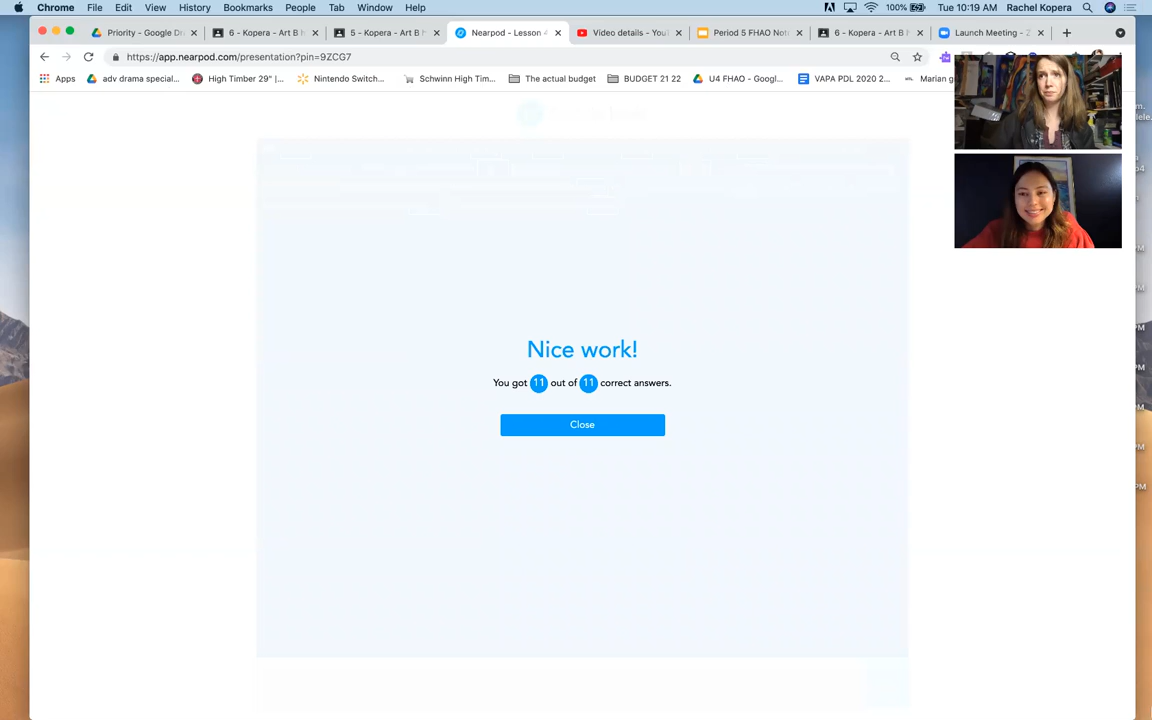 Chrome File Edit View History Bookmarks People Tab Window Help 100% Tue 10:19 AM Rachel Kopera
Priority - Google Dr 6 - Kopera - Art B H 5 - Kopera - Art B H Nearpod - Lesson 4 Video details - You Period 5 FHAO Not 6 - Kopera - Art B H Launch Meeting - Z
https://app.nearpod.com/presentation?pin=9ZCG7
Apps adv drama special... High Timber 29" |... Nintendo Switch... Schwinn High Tim... The actual budget BUDGET 21 22 U4 FHAO - Googl... VAPA PDL 2020 2... Marian g
Nice work!
You got 11 out of 11 correct answers.
Close